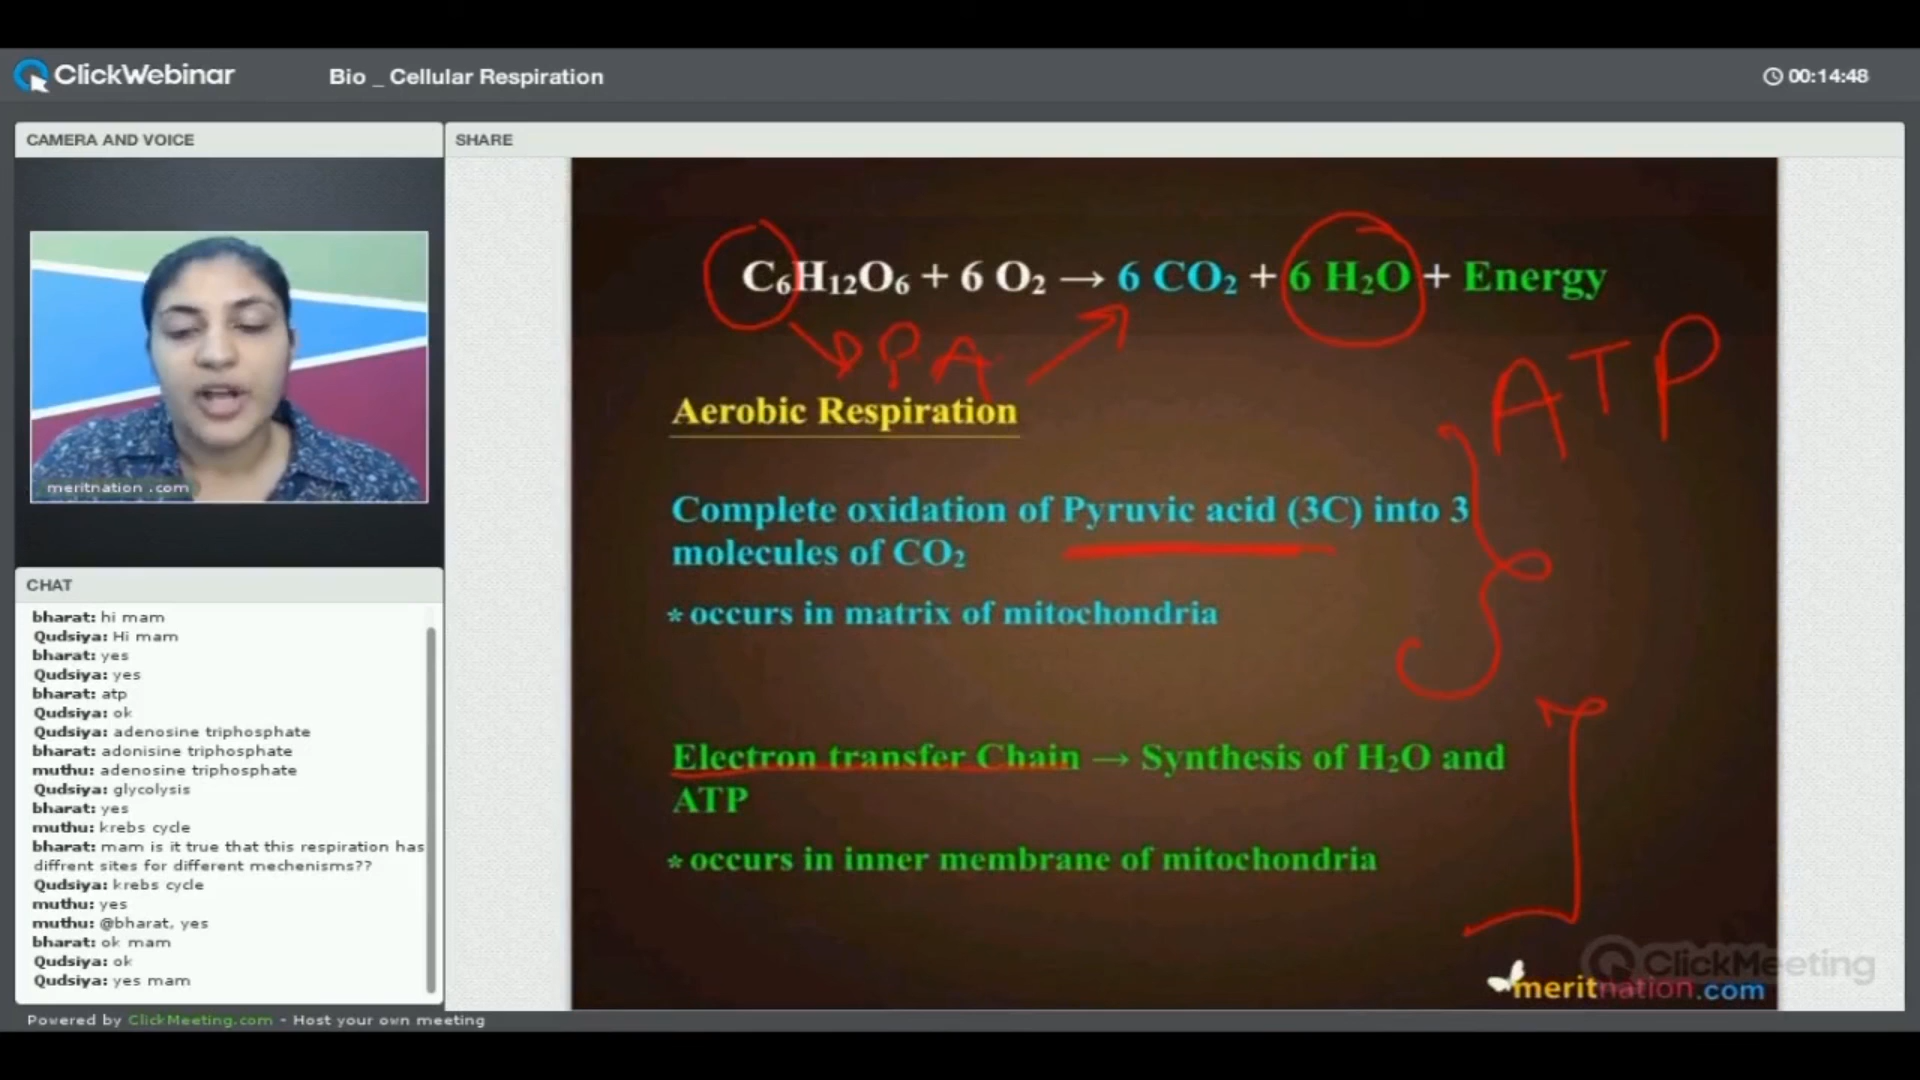 ClickWebinar
Bio _ Cellular Respiration
00:14:48
CAMERA AND VOICE
meritnation .com
CHAT
bharat: hi mam
Qudsiya: Hi mam
bharat: yes
Qudsiya: yes
bharat: atp
Qudsiya: ok
Qudsiya: adenosine triphosphate
bharat: adonisine triphosphate
muthu: adenosine triphosphate
Qudsiya: glycolysis
bharat: yes
muthu: krebs cycle
bharat: mam is it true that this respiration has
diffrent sites for different mechenisms??
Qudsiya: krebs cycle
muthu: yes
muthu: @bharat, yes
bharat: ok mam
Qudsiya: ok
Qudsiya: yes mam
SHARE
C₆H₁₂O₆ + 6 O₂ → 6 CO₂ + 6 H₂O + Energy
PA
ATP
Aerobic Respiration
Complete oxidation of Pyruvic acid (3C) into 3
molecules of CO₂
* occurs in matrix of mitochondria
Electron transfer Chain → Synthesis of H₂O and
ATP
* occurs in inner membrane of mitochondria
ClickMeeting
meritnation.com
Powered by ClickMeeting.com - Host your own meeting